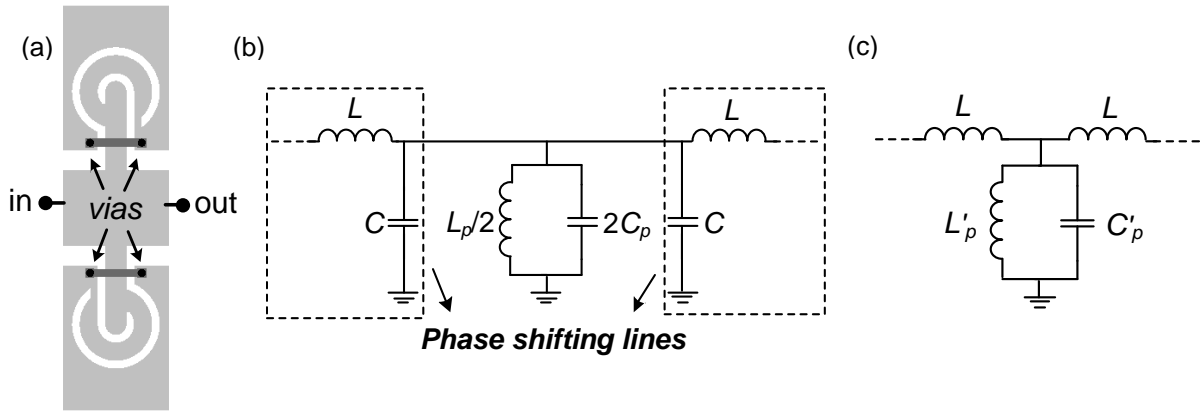 (a)
in
vias
out
(b)
L
C
L_p/2
2C_p
C
L
Phase shifting lines
(c)
L
L
L'_p
C'_p